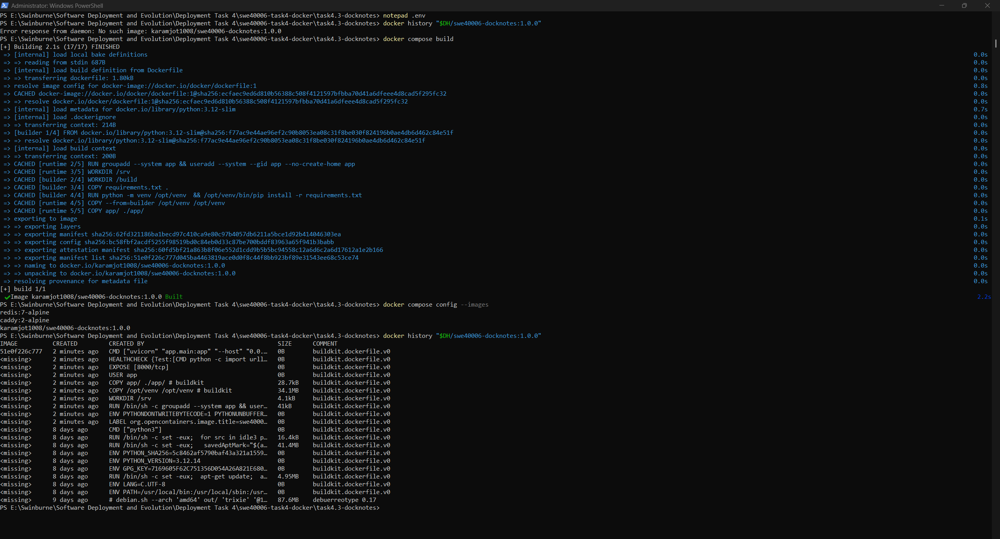 Administrator: Windows PowerShell
PS E:\Swinburne\Software Deployment and Evolution\Deployment Task 4\swe40006-task4-docker\task4.3-docknotes> notepad .env
PS E:\Swinburne\Software Deployment and Evolution\Deployment Task 4\swe40006-task4-docker\task4.3-docknotes> docker history "$DH/swe40006-docknotes:1.0.0"
Error response from daemon: No such image: karamjot1008/swe40006-docknotes:1.0.0
PS E:\Swinburne\Software Deployment and Evolution\Deployment Task 4\swe40006-task4-docker\task4.3-docknotes> docker compose build
[+] Building 2.1s (17/17) FINISHED
=> [internal] load local bake definitions 0.0s
=> => reading from stdin 687B 0.0s
=> [internal] load build definition from Dockerfile 0.0s
=> => transferring dockerfile: 1.80kB 0.0s
=> resolve image config for docker-image://docker.io/docker/dockerfile:1 0.8s
=> CACHED docker-image://docker.io/docker/dockerfile:1@sha256:ecfaec9ed6d810b56388c508f4121597bfbba70d41a6dfeee4d8cad5f295fc32 0.0s
=> => resolve docker.io/docker/dockerfile:1@sha256:ecfaec9ed6d810b56388c508f4121597bfbba70d41a6dfeee4d8cad5f295fc32 0.0s
=> [internal] load metadata for docker.io/library/python:3.12-slim 0.7s
=> [internal] load .dockerignore 0.0s
=> => transferring context: 214B 0.0s
=> [builder 1/4] FROM docker.io/library/python:3.12-slim@sha256:f77ac9e44ae96ef2c90b8053ea08c31f8be030f824196b0ae4db6d462c84e51f 0.0s
=> => resolve docker.io/library/python:3.12-slim@sha256:f77ac9e44ae96ef2c90b8053ea08c31f8be030f824196b0ae4db6d462c84e51f 0.0s
=> [internal] load build context 0.0s
=> => transferring context: 200B 0.0s
=> CACHED [runtime 2/5] RUN groupadd --system app && useradd --system --gid app --no-create-home app 0.0s
=> CACHED [runtime 3/5] WORKDIR /srv 0.0s
=> CACHED [builder 2/4] WORKDIR /build 0.0s
=> CACHED [builder 3/4] COPY requirements.txt . 0.0s
=> CACHED [builder 4/4] RUN python -m venv /opt/venv  && /opt/venv/bin/pip install -r requirements.txt 0.0s
=> CACHED [runtime 4/5] COPY --from=builder /opt/venv /opt/venv 0.0s
=> CACHED [runtime 5/5] COPY app/ ./app/ 0.0s
=> exporting to image 0.1s
=> => exporting layers 0.0s
=> => exporting manifest sha256:62fd321186ba1becd97c410ca9e80c97b4057db6211a5bce1d92b414046303ea 0.0s
=> => exporting config sha256:bc58fbf2acdf5255f98519bd0c84eb0d33c87be700bddf83963a65f941b3babb 0.0s
=> => exporting attestation manifest sha256:60fd5bf21a863b8f06e552d1cdd9b5b5bc94558c12a6d6c2a6d17612a1e2b166 0.0s
=> => exporting manifest list sha256:51e0f226c777d045ba4463819ace0d0f8c44f8bb923bf89e31543ee68c53ce74 0.0s
=> => naming to docker.io/karamjot1008/swe40006-docknotes:1.0.0 0.0s
=> => unpacking to docker.io/karamjot1008/swe40006-docknotes:1.0.0 0.0s
=> resolving provenance for metadata file 0.0s
[+] build 1/1
✔Image karamjot1008/swe40006-docknotes:1.0.0 Built 2.2s
PS E:\Swinburne\Software Deployment and Evolution\Deployment Task 4\swe40006-task4-docker\task4.3-docknotes> docker compose config --images
redis:7-alpine
caddy:2-alpine
karamjot1008/swe40006-docknotes:1.0.0
PS E:\Swinburne\Software Deployment and Evolution\Deployment Task 4\swe40006-task4-docker\task4.3-docknotes> docker history "$DH/swe40006-docknotes:1.0.0"
IMAGE CREATED CREATED BY SIZE COMMENT
51e0f226c777 2 minutes ago CMD ["uvicorn" "app.main:app" "--host" "0.0.… 0B buildkit.dockerfile.v0
<missing> 2 minutes ago HEALTHCHECK {Test:[CMD python -c import urll… 0B buildkit.dockerfile.v0
<missing> 2 minutes ago EXPOSE [8000/tcp] 0B buildkit.dockerfile.v0
<missing> 2 minutes ago USER app 0B buildkit.dockerfile.v0
<missing> 2 minutes ago COPY app/ ./app/ # buildkit 28.7kB buildkit.dockerfile.v0
<missing> 2 minutes ago COPY /opt/venv /opt/venv # buildkit 34.1MB buildkit.dockerfile.v0
<missing> 2 minutes ago WORKDIR /srv 4.1kB buildkit.dockerfile.v0
<missing> 2 minutes ago RUN /bin/sh -c groupadd --system app && user… 41kB buildkit.dockerfile.v0
<missing> 2 minutes ago ENV PYTHONDONTWRITEBYTECODE=1 PYTHONUNBUFFER… 0B buildkit.dockerfile.v0
<missing> 2 minutes ago LABEL org.opencontainers.image.title=swe4000… 0B buildkit.dockerfile.v0
<missing> 8 days ago CMD ["python3"] 0B buildkit.dockerfile.v0
<missing> 8 days ago RUN /bin/sh -c set -eux;  for src in idle3 p… 16.4kB buildkit.dockerfile.v0
<missing> 8 days ago RUN /bin/sh -c set -eux;   savedAptMark="$(a… 41.4MB buildkit.dockerfile.v0
<missing> 8 days ago ENV PYTHON_SHA256=5c8462af5790baf43a321a1559… 0B buildkit.dockerfile.v0
<missing> 8 days ago ENV PYTHON_VERSION=3.12.14 0B buildkit.dockerfile.v0
<missing> 8 days ago ENV GPG_KEY=7169605F62C751356D054A26A821E680… 0B buildkit.dockerfile.v0
<missing> 8 days ago RUN /bin/sh -c set -eux;  apt-get update;  a… 4.95MB buildkit.dockerfile.v0
<missing> 8 days ago ENV LANG=C.UTF-8 0B buildkit.dockerfile.v0
<missing> 8 days ago ENV PATH=/usr/local/bin:/usr/local/sbin:/usr… 0B buildkit.dockerfile.v0
<missing> 9 days ago # debian.sh --arch 'amd64' out/ 'trixie' '@1… 87.6MB debuerreotype 0.17
PS E:\Swinburne\Software Deployment and Evolution\Deployment Task 4\swe40006-task4-docker\task4.3-docknotes>